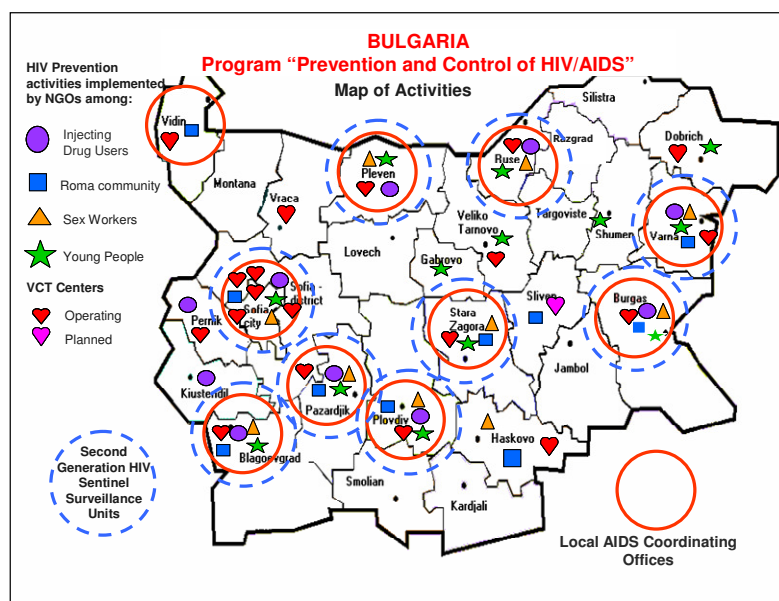 BULGARIA
Program “Prevention and Control of HIV/AIDS”
Map of Activities
HIV Prevention
activities implemented
by NGOs among:
Injecting
Drug Users
Roma community
Sex Workers
Young People
VCT Centers
Operating
Planned
Second
Generation HIV
Sentinel
Surveillance
Units
Vidin
Montana
Vraca
Pleven
Lovech
Ruse
Razgrad
Silistra
Dobrich
Veliko
Tarnovo
Targoviste
Shumen
Varna
Gabrovo
Sofia -
district
Sofia
city
Pernik
Kiustendil
Stara
Zagora
Sliven
Burgas
Jambol
Pazardjik
Plovdiv
Blagoevgrad
Smolian
Haskovo
Kardjali
Local AIDS Coordinating
Offices